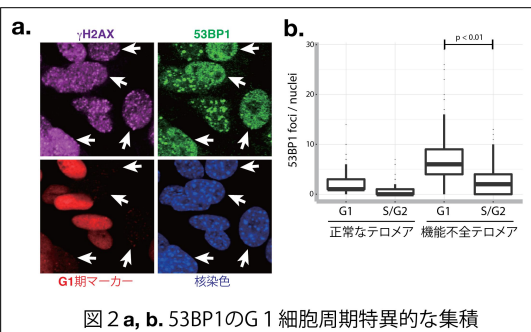 a.
γH2AX 53BP1
G1期マーカー 核染色
b.
p < 0.01
53BP1 foci / nuclei
30
20
10
0
G1 S/G2 G1 S/G2
正常なテロメア 機能不全テロメア
図２a, b. 53BP1のG１細胞周期特異的な集積